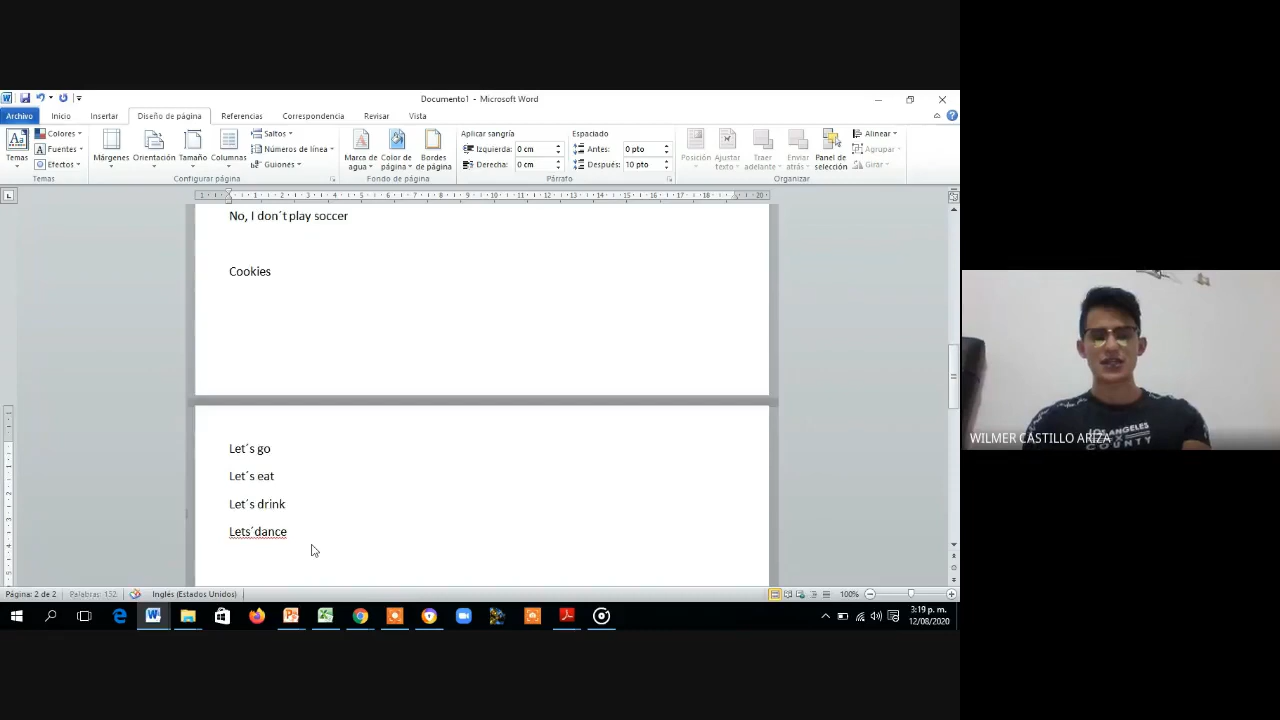 Documento1 - Microsoft Word
Archivo Inicio Insertar Diseño de página Referencias Correspondencia Revisar Vista
Temas
Colores
Fuentes
Efectos
Temas
Márgenes
Orientación
Tamaño
Columnas
Saltos
Números de línea
Guiones
Configurar página
Marca de agua
Color de página
Bordes de página
Fondo de página
Aplicar sangría
Izquierda: 0 cm
Derecha: 0 cm
Espaciado
Antes: 0 pto
Después: 10 pto
Párrafo
Posición
Ajustar texto
Traer adelante
Enviar atrás
Panel de selección
Alinear
Agrupar
Girar
Organizar
No, I don´t play soccer
Cookies
Let´s go
Let´s eat
Let´s drink
Lets´dance
Página: 2 de 2 Palabras: 152 Inglés (Estados Unidos) 100%
3:19 p. m.
12/08/2020
LOS ANGELES
COUNTY
WILMER CASTILLO ARIZA